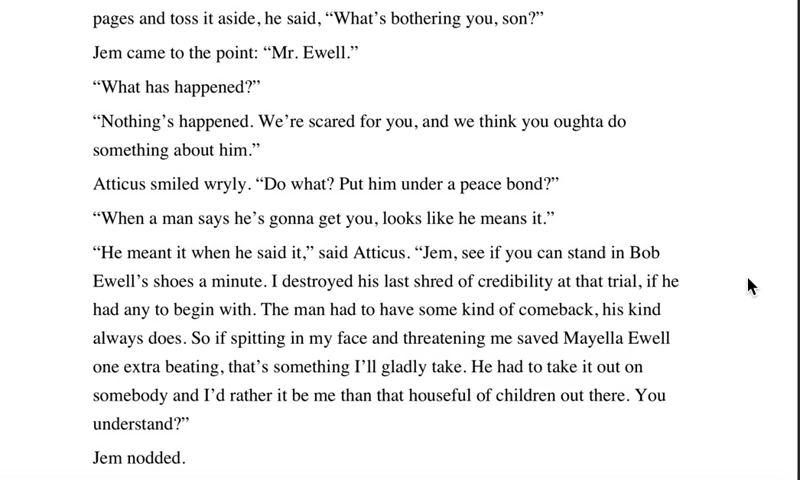 pages and toss it aside, he said, “What’s bothering you, son?”
Jem came to the point: “Mr. Ewell.”
“What has happened?”
“Nothing’s happened. We’re scared for you, and we think you oughta do
something about him.”
Atticus smiled wryly. “Do what? Put him under a peace bond?”
“When a man says he’s gonna get you, looks like he means it.”
“He meant it when he said it,” said Atticus. “Jem, see if you can stand in Bob
Ewell’s shoes a minute. I destroyed his last shred of credibility at that trial, if he
had any to begin with. The man had to have some kind of comeback, his kind
always does. So if spitting in my face and threatening me saved Mayella Ewell
one extra beating, that’s something I’ll gladly take. He had to take it out on
somebody and I’d rather it be me than that houseful of children out there. You
understand?”
Jem nodded.